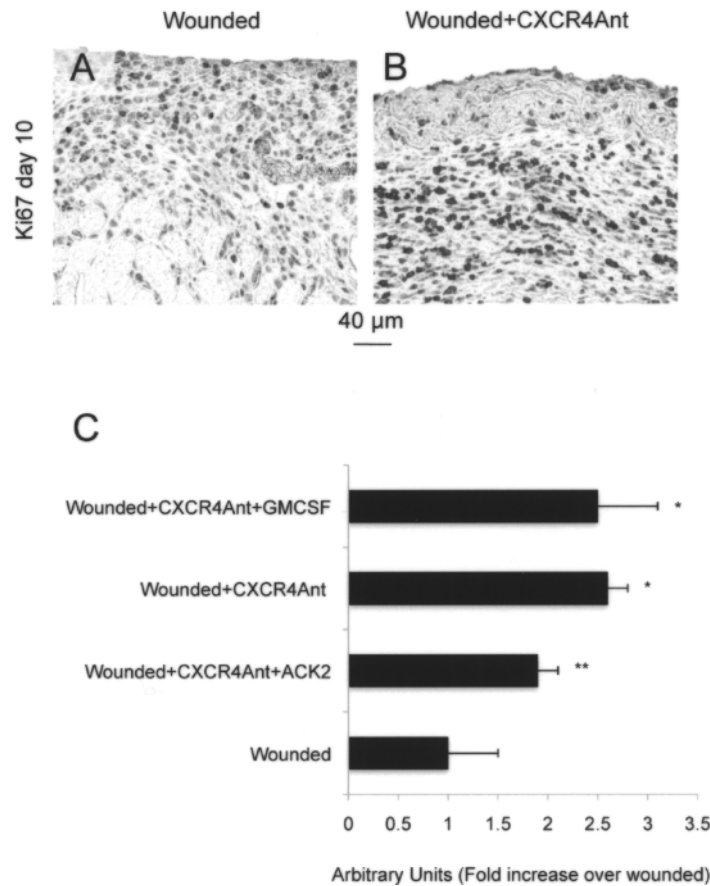 Wounded
Wounded+CXCR4Ant
A
B
Ki67 day 10
40 µm
C
Wounded+CXCR4Ant+GMCSF
*
Wounded+CXCR4Ant
*
Wounded+CXCR4Ant+ACK2
**
Wounded
0 0.5 1 1.5 2 2.5 3 3.5
Arbitrary Units (Fold increase over wounded)